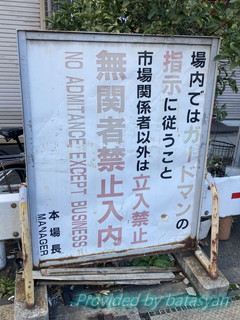 場内ではガードマンの
指示に従うこと
市場関係者以外は立入禁止
無関者禁止入内
NO ADMITANCE, EXCEPT BUSINESS
本場長
MANAGER
Provided by batasyan